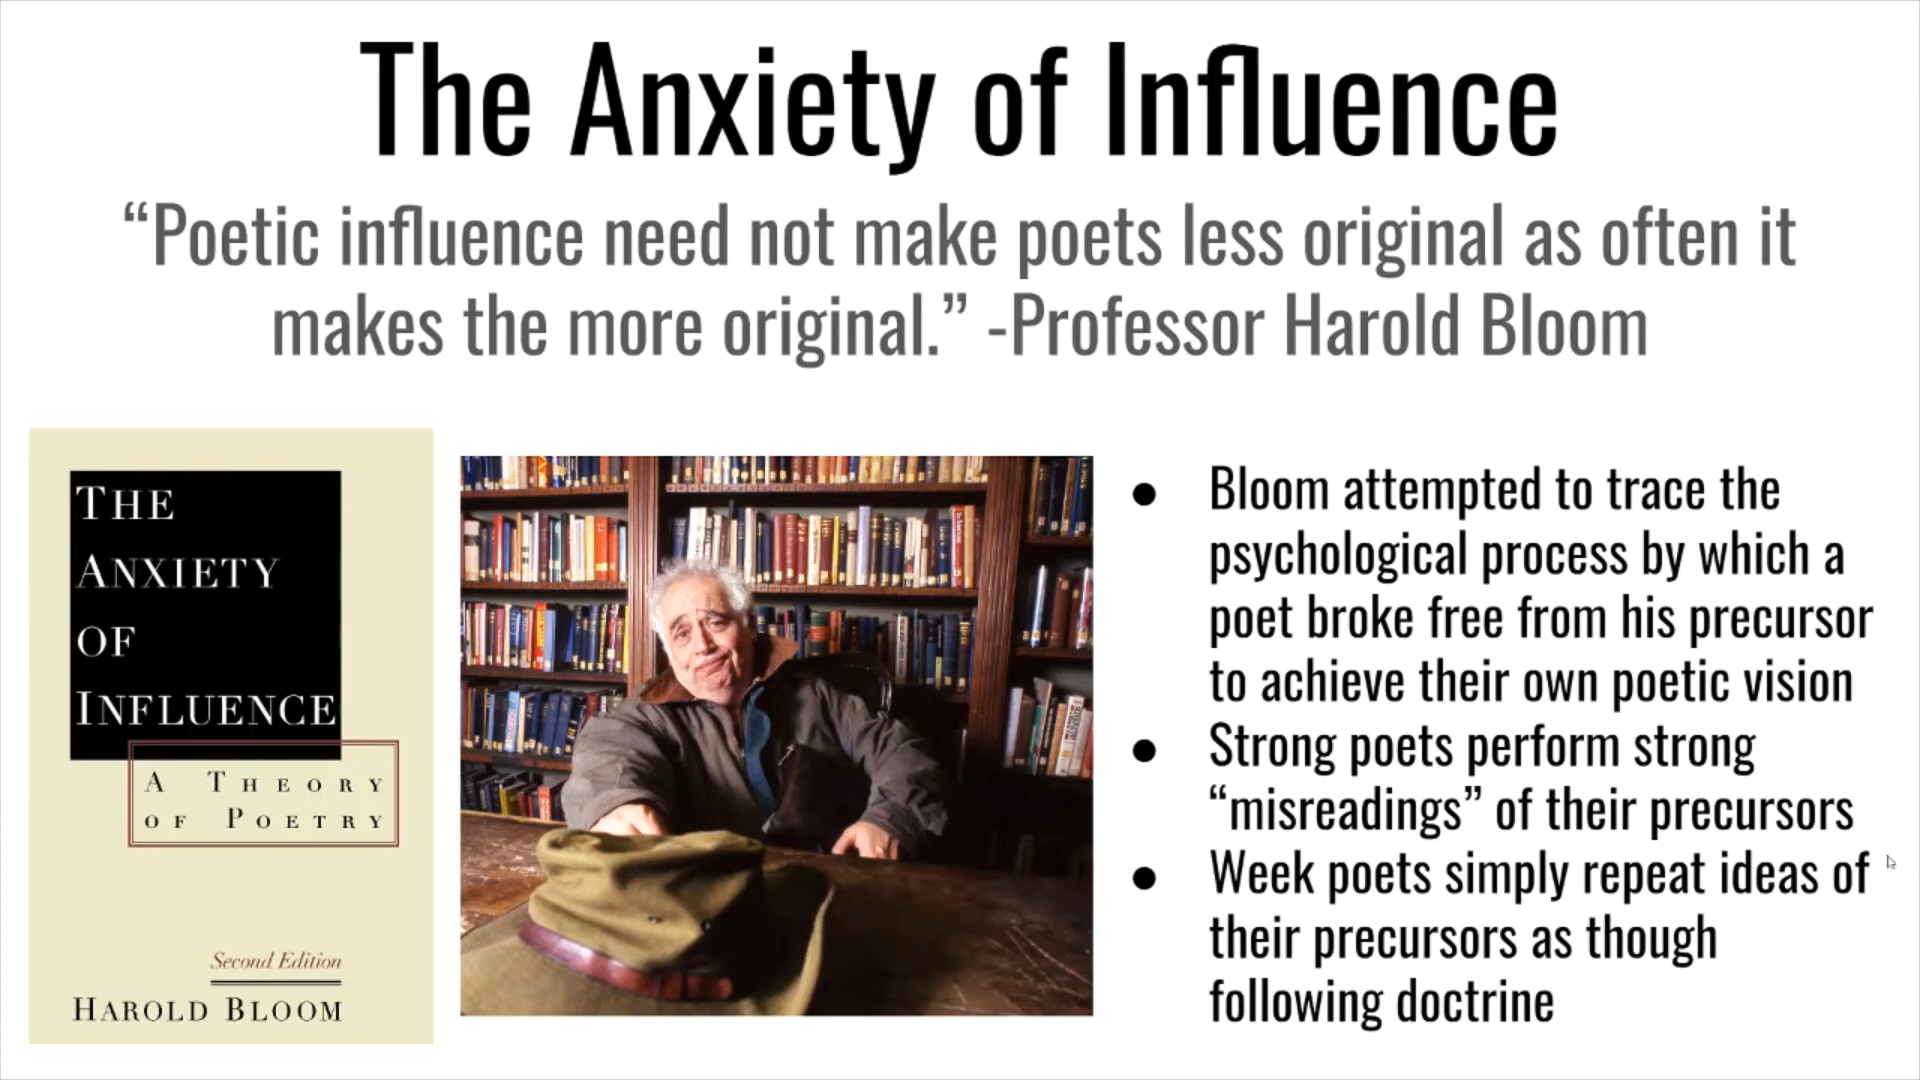 The Anxiety of Influence
“Poetic influence need not make poets less original as often it
makes the more original.” -Professor Harold Bloom
THE
ANXIETY
OF
INFLUENCE
A THEORY
OF POETRY
Second Edition
HAROLD BLOOM
● Bloom attempted to trace the
psychological process by which a
poet broke free from his precursor
to achieve their own poetic vision
● Strong poets perform strong
“misreadings” of their precursors
● Week poets simply repeat ideas of
their precursors as though
following doctrine